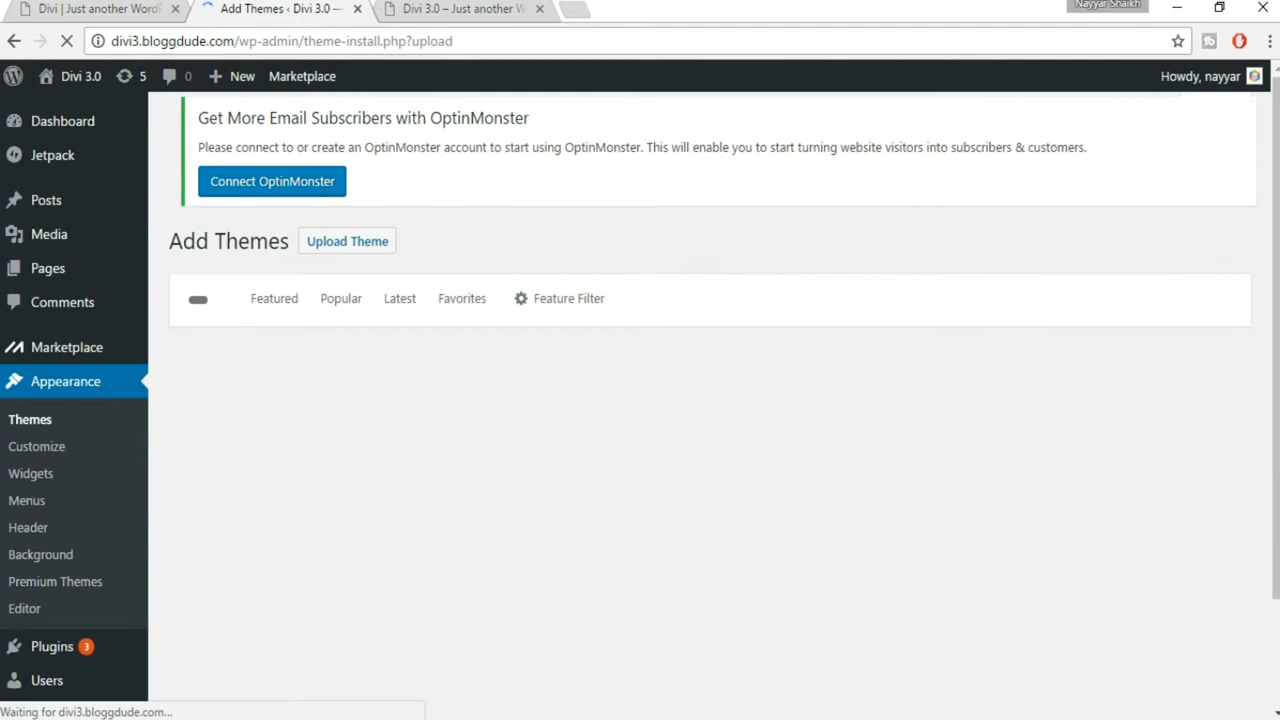 Divi | Just another WordP
Add Themes ‹ Divi 3.0 —
Divi 3.0 – Just another W
Nayyar Shaikh
divi3.bloggdude.com/wp-admin/theme-install.php?upload
Divi 3.0
5
0
New
Marketplace
Howdy, nayyar
Dashboard
Jetpack
Posts
Media
Pages
Comments
Marketplace
Appearance
Themes
Customize
Widgets
Menus
Header
Background
Premium Themes
Editor
Plugins 3
Users
Get More Email Subscribers with OptinMonster
Please connect to or create an OptinMonster account to start using OptinMonster. This will enable you to start turning website visitors into subscribers & customers.
Connect OptinMonster
Add Themes
Upload Theme
Featured
Popular
Latest
Favorites
Feature Filter
Waiting for divi3.bloggdude.com...